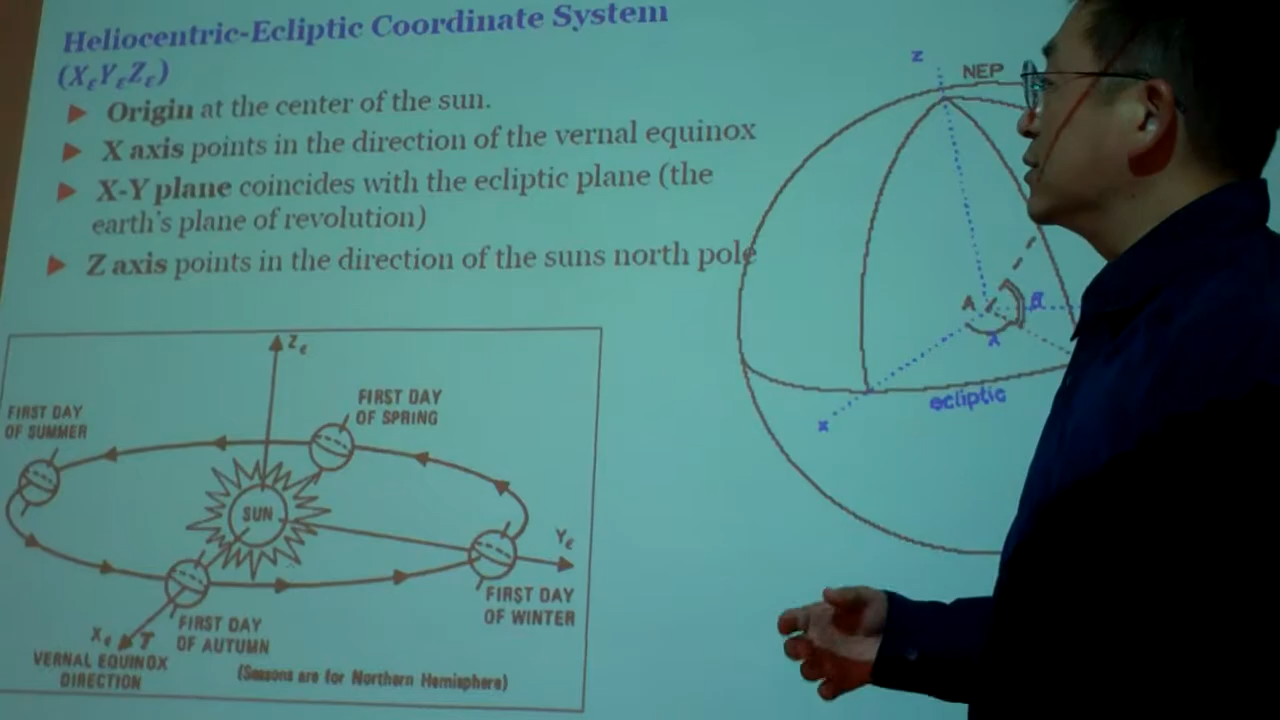 Heliocentric-Ecliptic Coordinate System
(XεYεZε)
Origin at the center of the sun.
X axis points in the direction of the vernal equinox
X-Y plane coincides with the ecliptic plane (the
earth's plane of revolution)
Z axis points in the direction of the suns north pole
Zε
FIRST DAY
OF SPRING
FIRST DAY
OF SUMMER
SUN
Yε
FIRST DAY
OF WINTER
FIRST DAY
OF AUTUMN
Xε
VERNAL EQUINOX
DIRECTION
(Seasons are for Northern Hemisphere)
z
NEP
A
β
λ
ecliptic
x